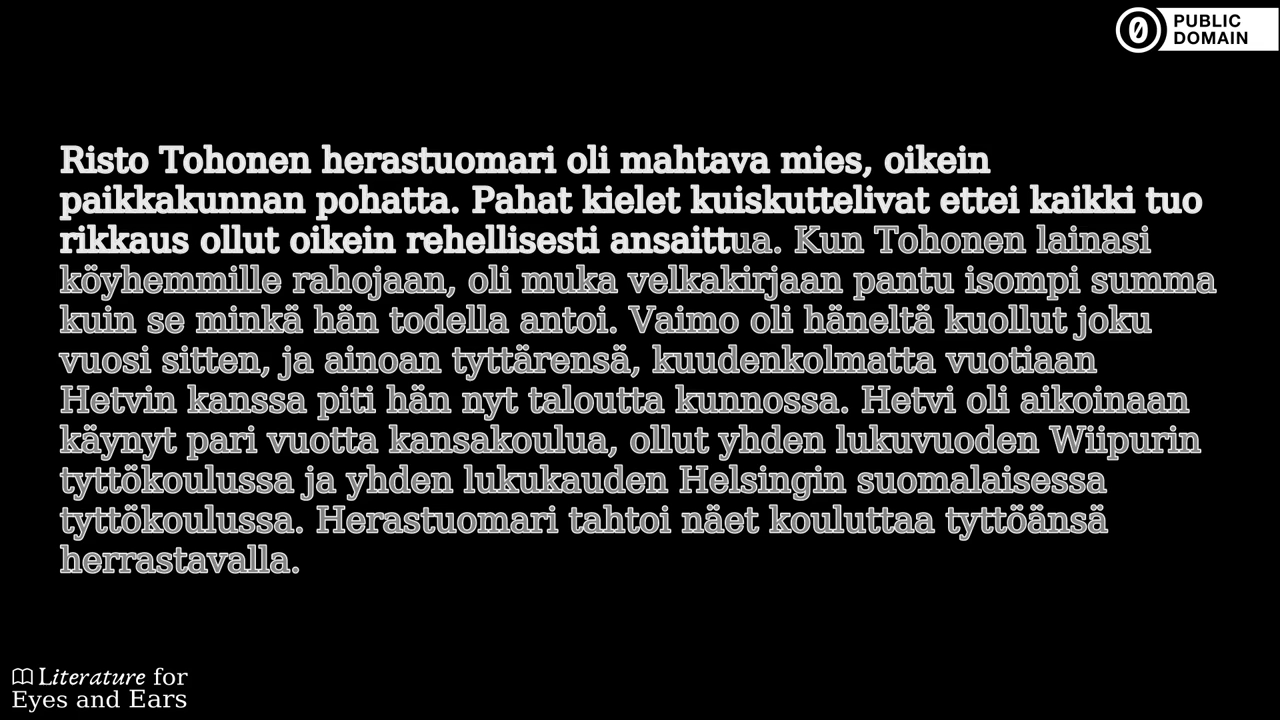 PUBLIC
DOMAIN
Risto Tohonen herastuomari oli mahtava mies, oikein
paikkakunnan pohatta. Pahat kielet kuiskuttelivat ettei kaikki tuo
rikkaus ollut oikein rehellisesti ansaittua. Kun Tohonen lainasi
köyhemmille rahojaan, oli muka velkakirjaan pantu isompi summa
kuin se minkä hän todella antoi. Vaimo oli häneltä kuollut joku
vuosi sitten, ja ainoan tyttärensä, kuudenkolmatta vuotiaan
Hetvin kanssa piti hän nyt taloutta kunnossa. Hetvi oli aikoinaan
käynyt pari vuotta kansakoulua, ollut yhden lukuvuoden Wiipurin
tyttökoulussa ja yhden lukukauden Helsingin suomalaisessa
tyttökoulussa. Herastuomari tahtoi näet kouluttaa tyttöänsä
herrastavalla.
Literature for
Eyes and Ears